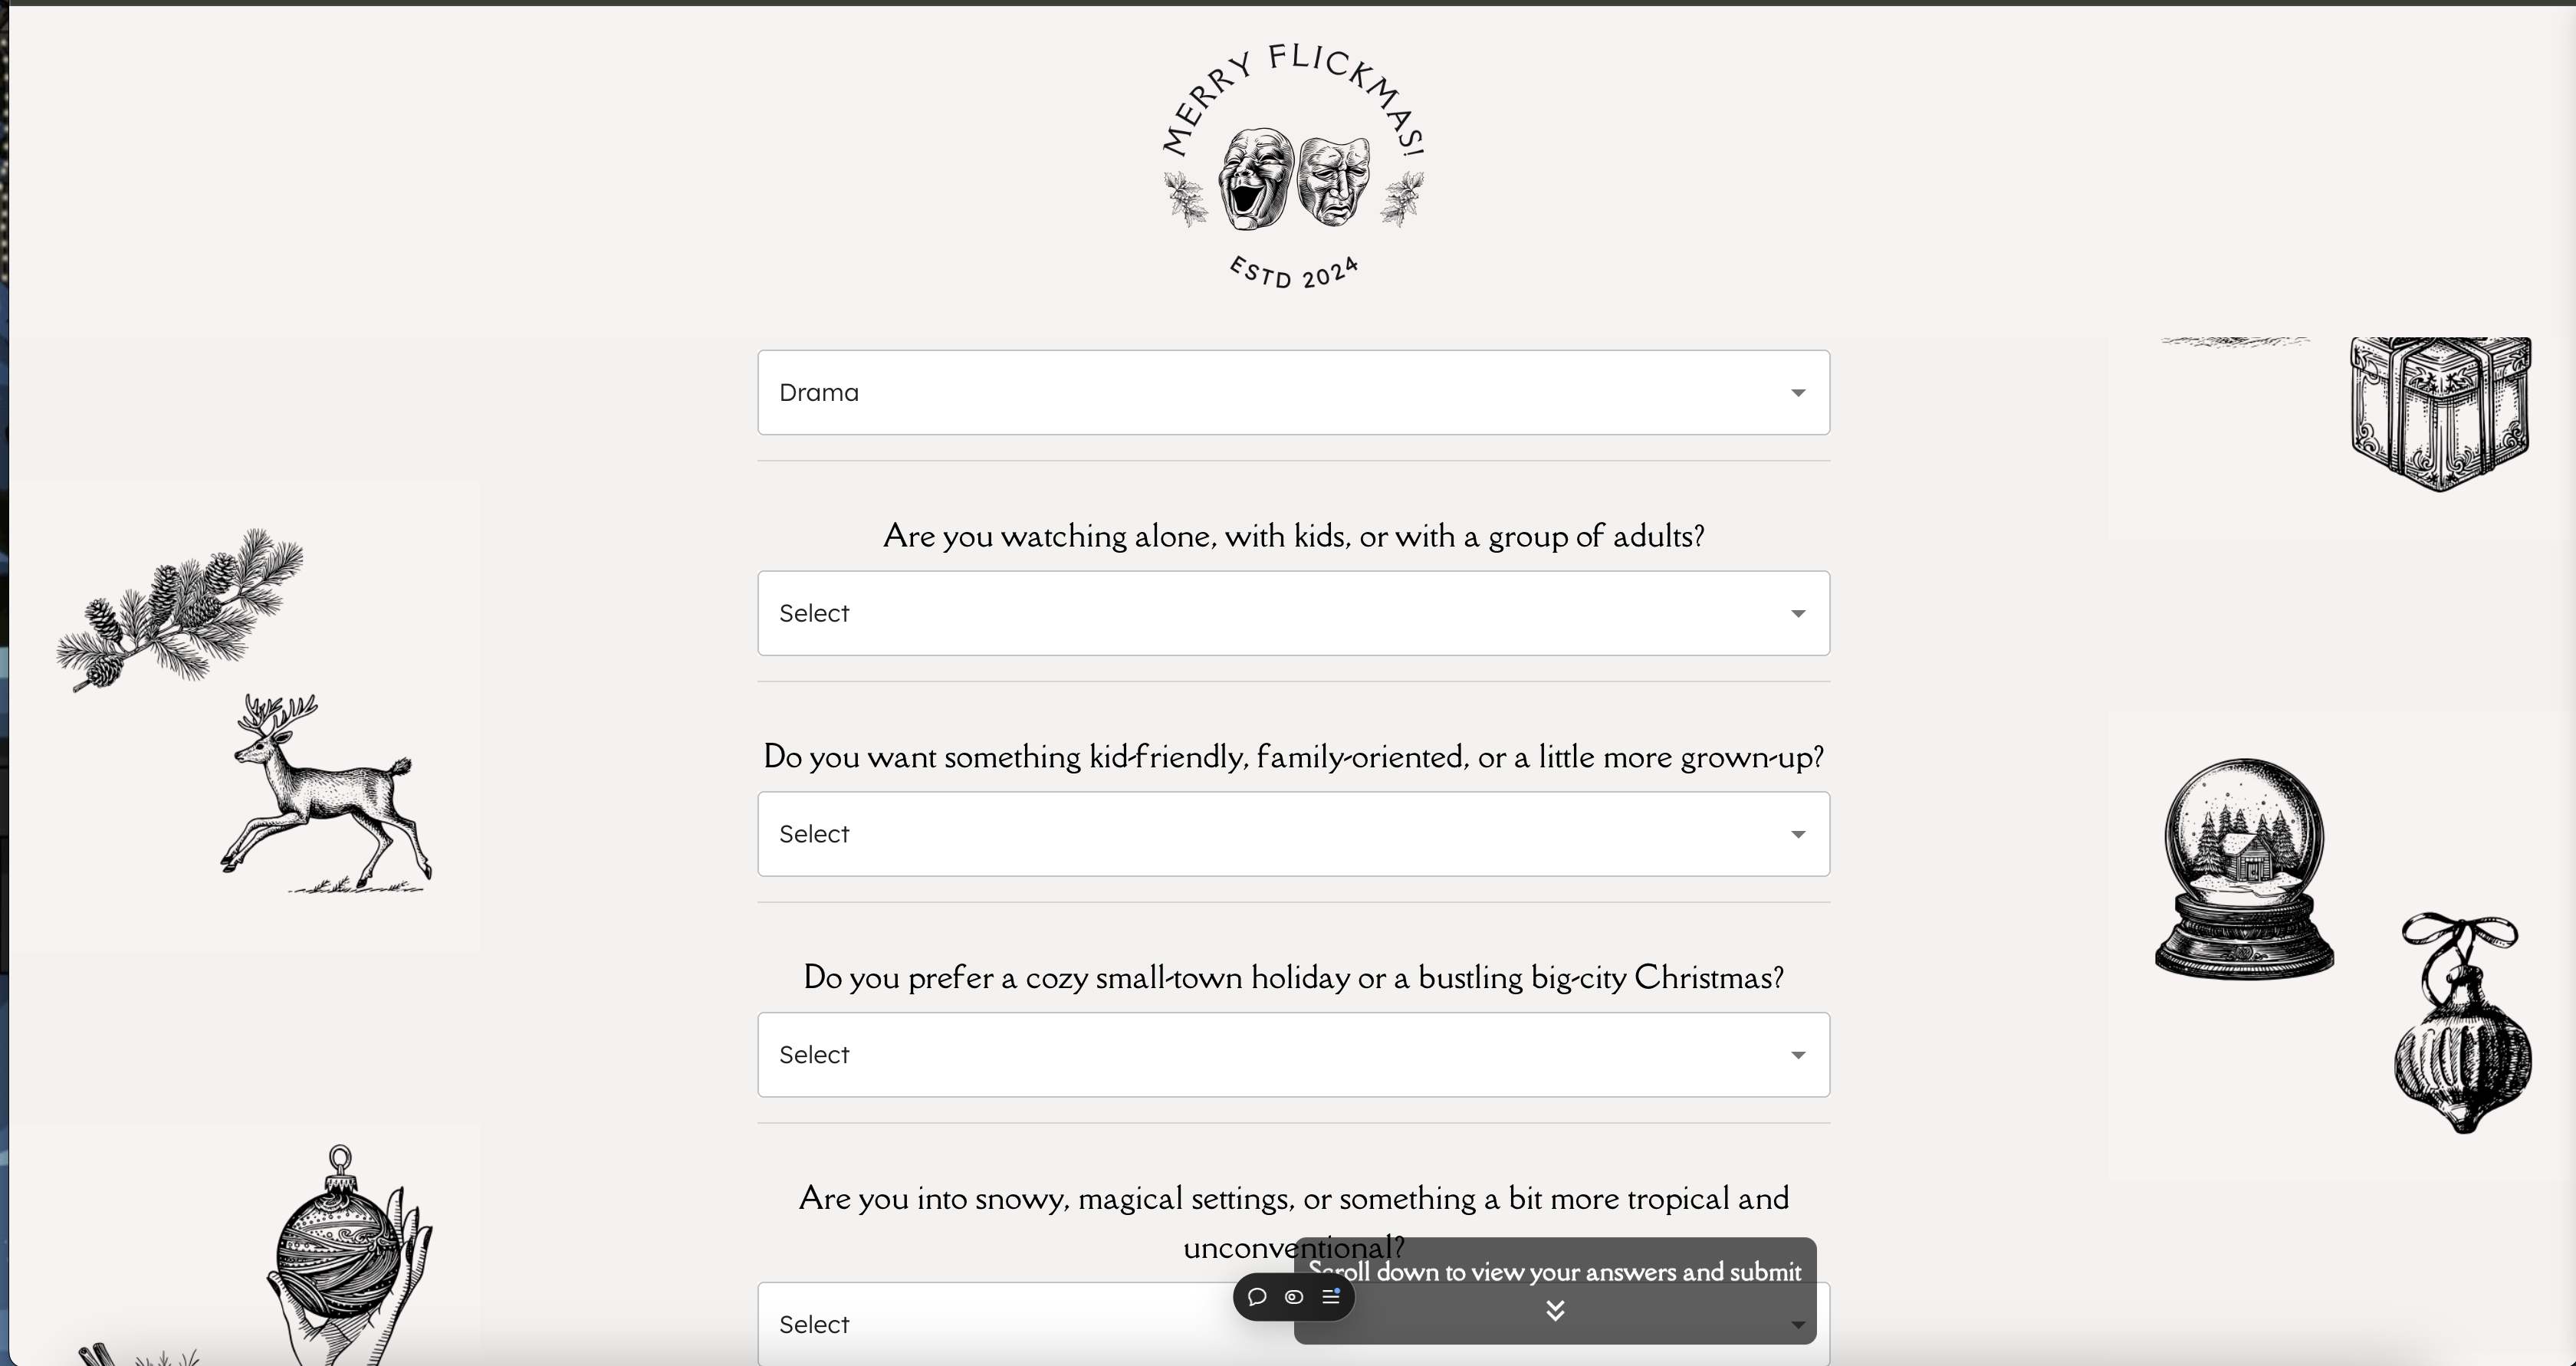 MERRY FLICKMAS!
ESTD 2024
Drama
Are you watching alone, with kids, or with a group of adults?
Select
Do you want something kid-friendly, family-oriented, or a little more grown-up?
Select
Do you prefer a cozy small-town holiday or a bustling big-city Christmas?
Select
Are you into snowy, magical settings, or something a bit more tropical and
unconventional?
Scroll down to view your answers and submit
Select